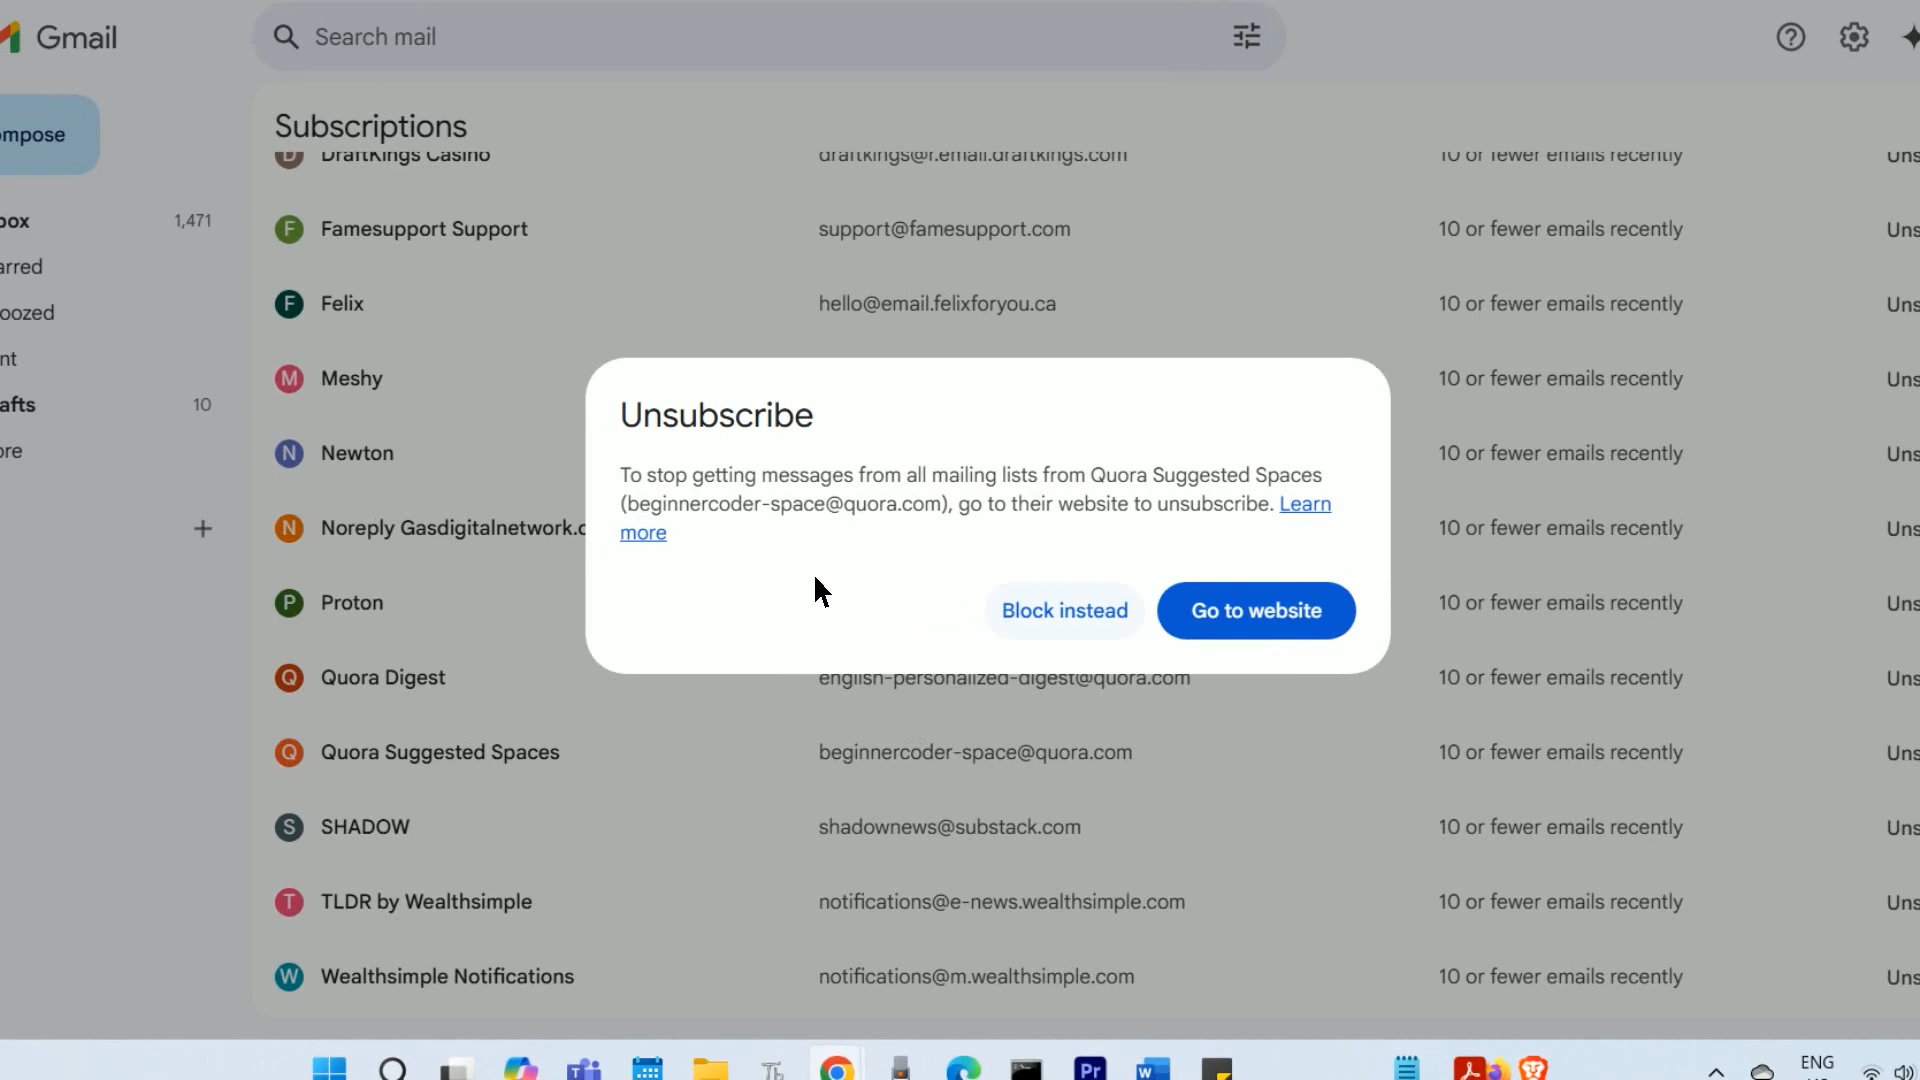 Gmail
Search mail
ompose
Subscriptions
DraftKings Casino draftkings@r.email.draftkings.com 10 or fewer emails recently Uns
box 1,471
Famesupport Support support@famesupport.com 10 or fewer emails recently Uns
arred
Felix hello@email.felixforyou.ca 10 or fewer emails recently Uns
oozed
nt
Meshy 10 or fewer emails recently Uns
afts 10
Unsubscribe
ore
Newton 10 or fewer emails recently Uns
To stop getting messages from all mailing lists from Quora Suggested Spaces
(beginnercoder-space@quora.com), go to their website to unsubscribe. Learn
more
Noreply Gasdigitalnetwork.c 10 or fewer emails recently Uns
Block instead Go to website
Proton 10 or fewer emails recently Uns
Quora Digest english-personalized-digest@quora.com 10 or fewer emails recently Uns
Quora Suggested Spaces beginnercoder-space@quora.com 10 or fewer emails recently Uns
SHADOW shadownews@substack.com 10 or fewer emails recently Uns
TLDR by Wealthsimple notifications@e-news.wealthsimple.com 10 or fewer emails recently Uns
Wealthsimple Notifications notifications@m.wealthsimple.com 10 or fewer emails recently Uns
ENG